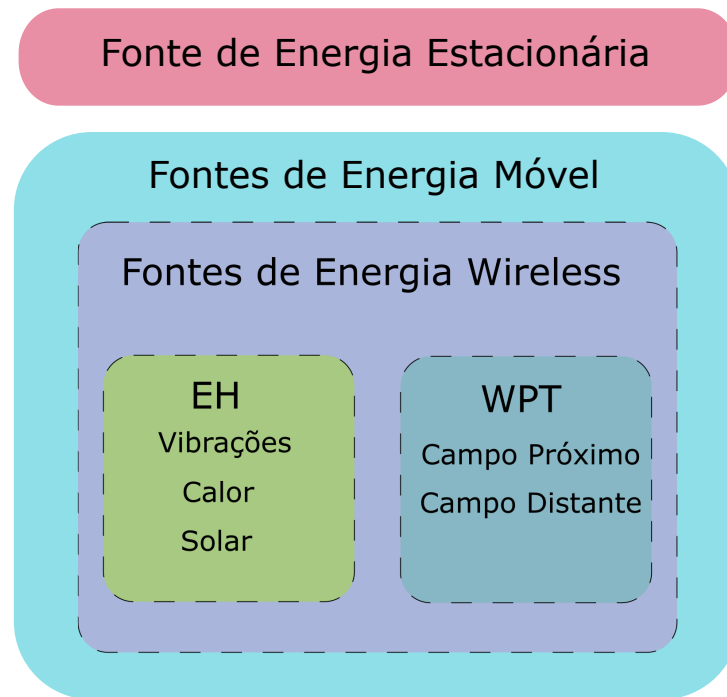 Fonte de Energia Estacionária
Fontes de Energia Móvel
Fontes de Energia Wireless
EH
Vibrações
Calor
Solar
WPT
Campo Próximo
Campo Distante